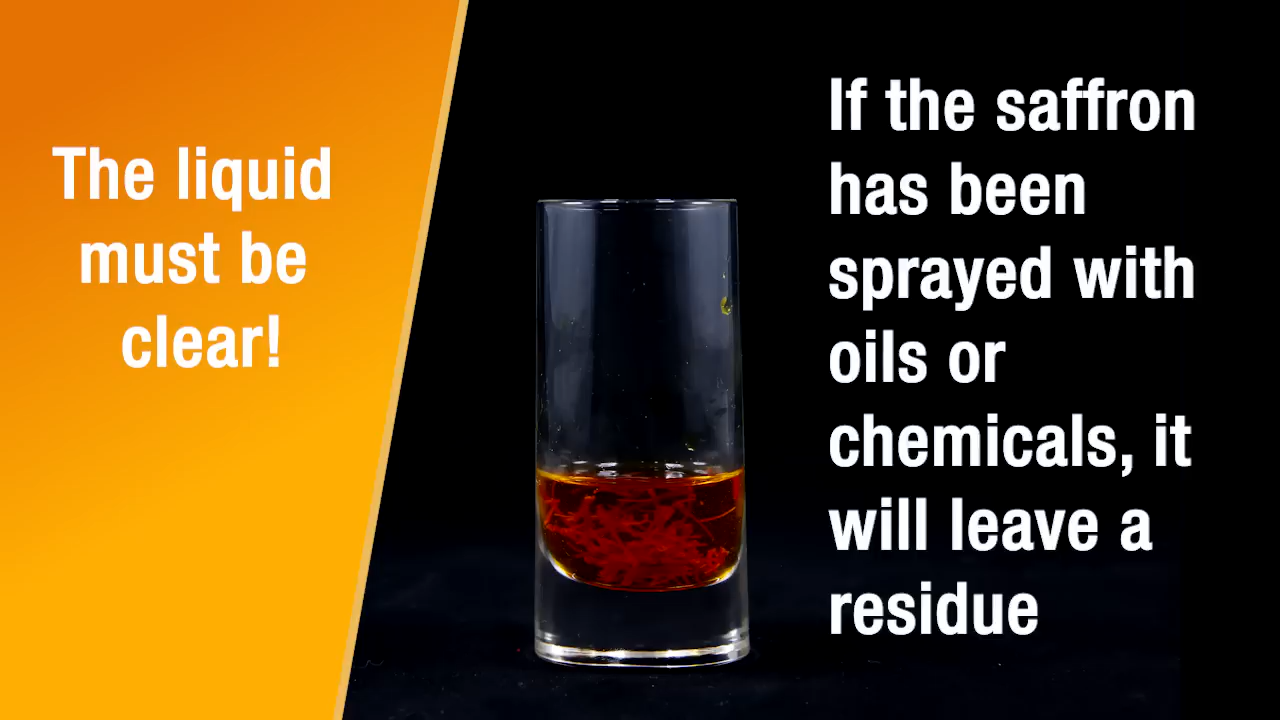 The liquid
must be
clear!
If the saffron
has been
sprayed with
oils or
chemicals, it
will leave a
residue